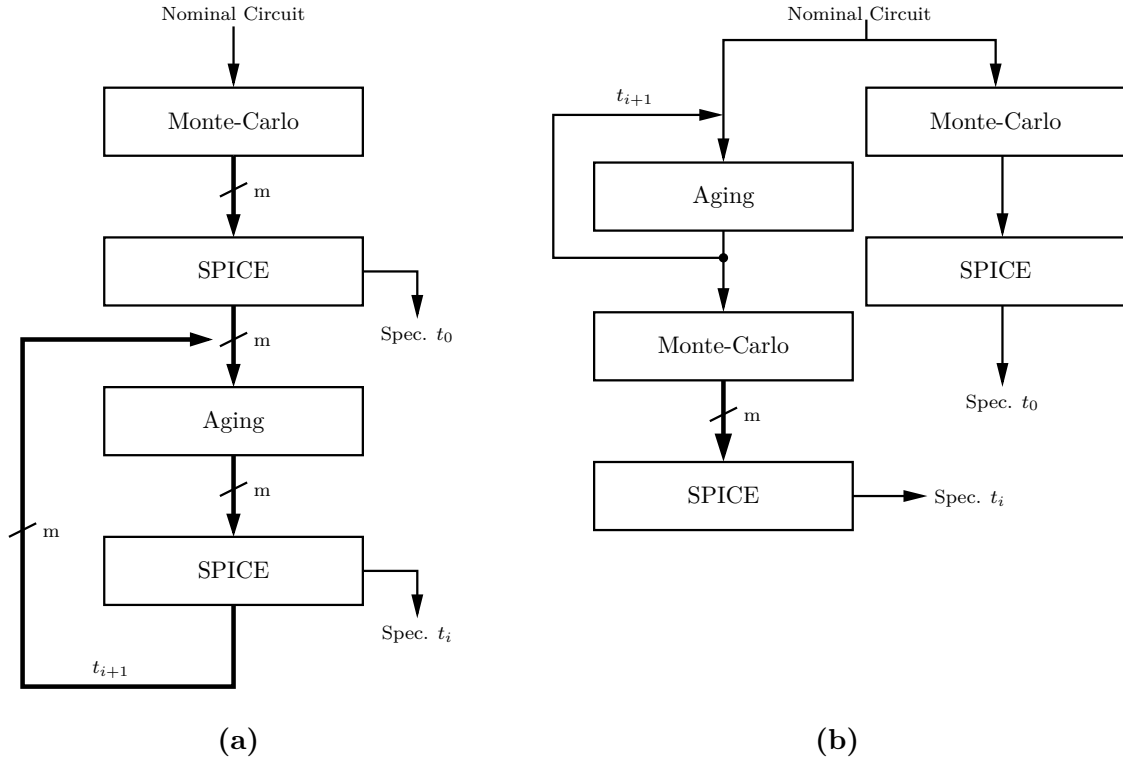 Nominal Circuit
Monte-Carlo
m
SPICE
Spec. t₀
m
Aging
m
m
SPICE
Spec. tᵢ
tᵢ₊₁
(a)
Nominal Circuit
tᵢ₊₁
Monte-Carlo
Aging
SPICE
Monte-Carlo
Spec. t₀
m
SPICE
Spec. tᵢ
(b)